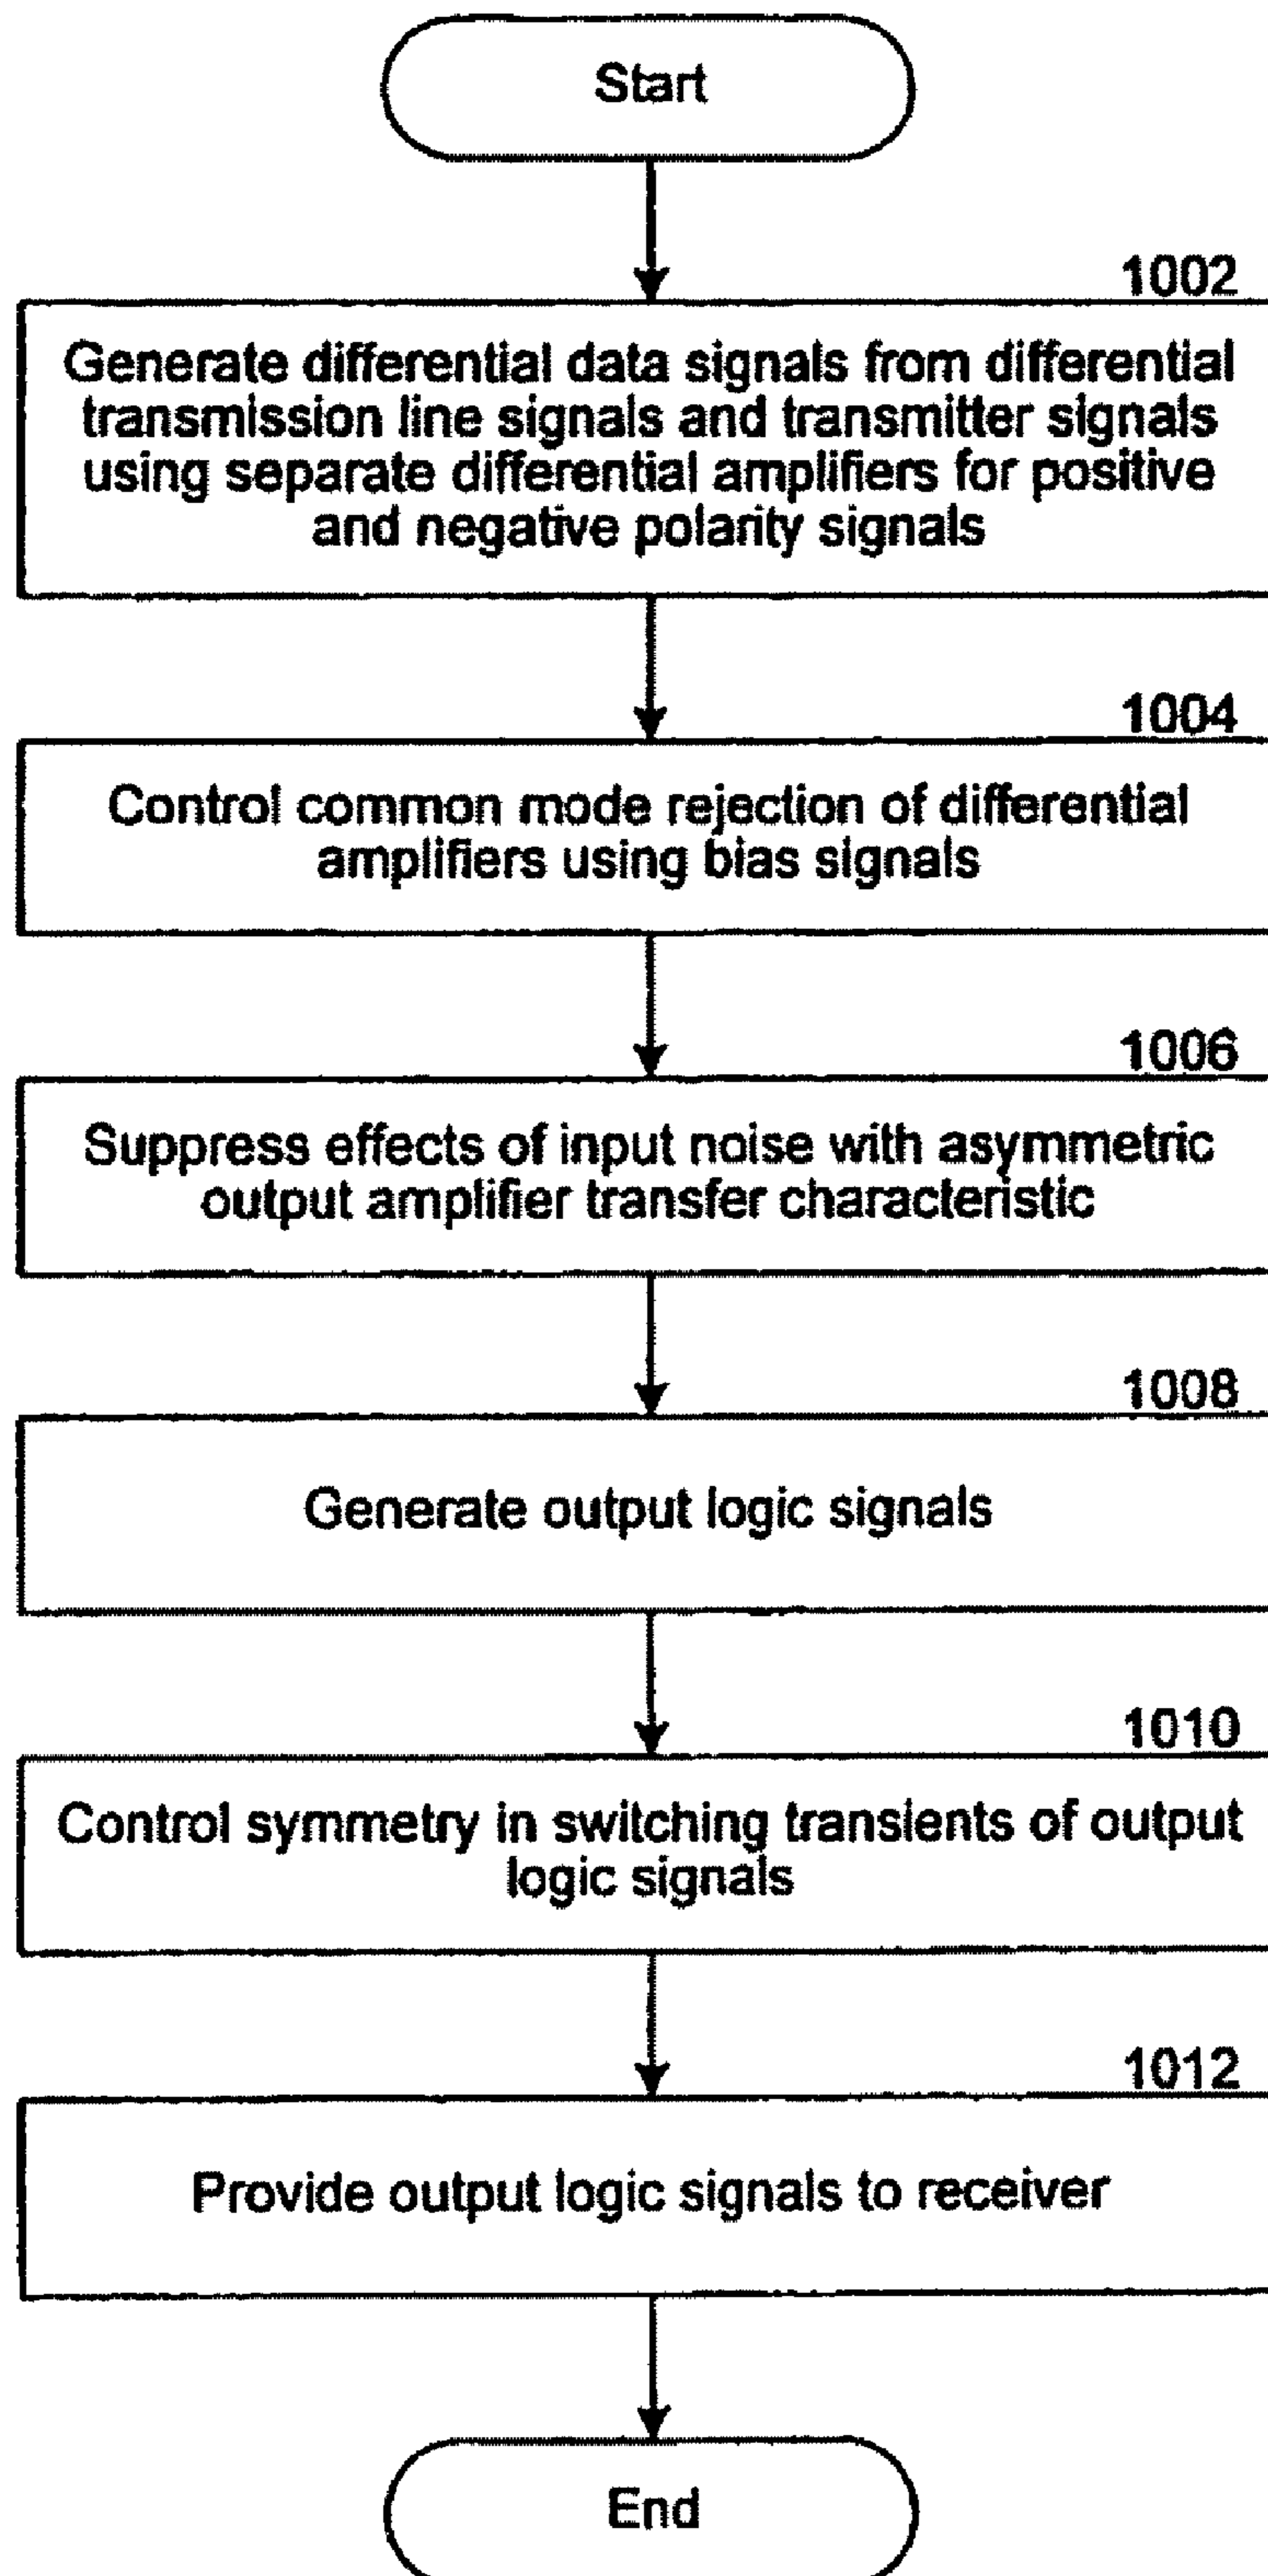 Start
1002
Generate differential data signals from differential
transmission line signals and transmitter signals
using separate differential amplifiers for positive
and negative polarity signals
1004
Control common mode rejection of differential
amplifiers using bias signals
1006
Suppress effects of input noise with asymmetric
output amplifier transfer characteristic
1008
Generate output logic signals
1010
Control symmetry in switching transients of output
logic signals
1012
Provide output logic signals to receiver
End